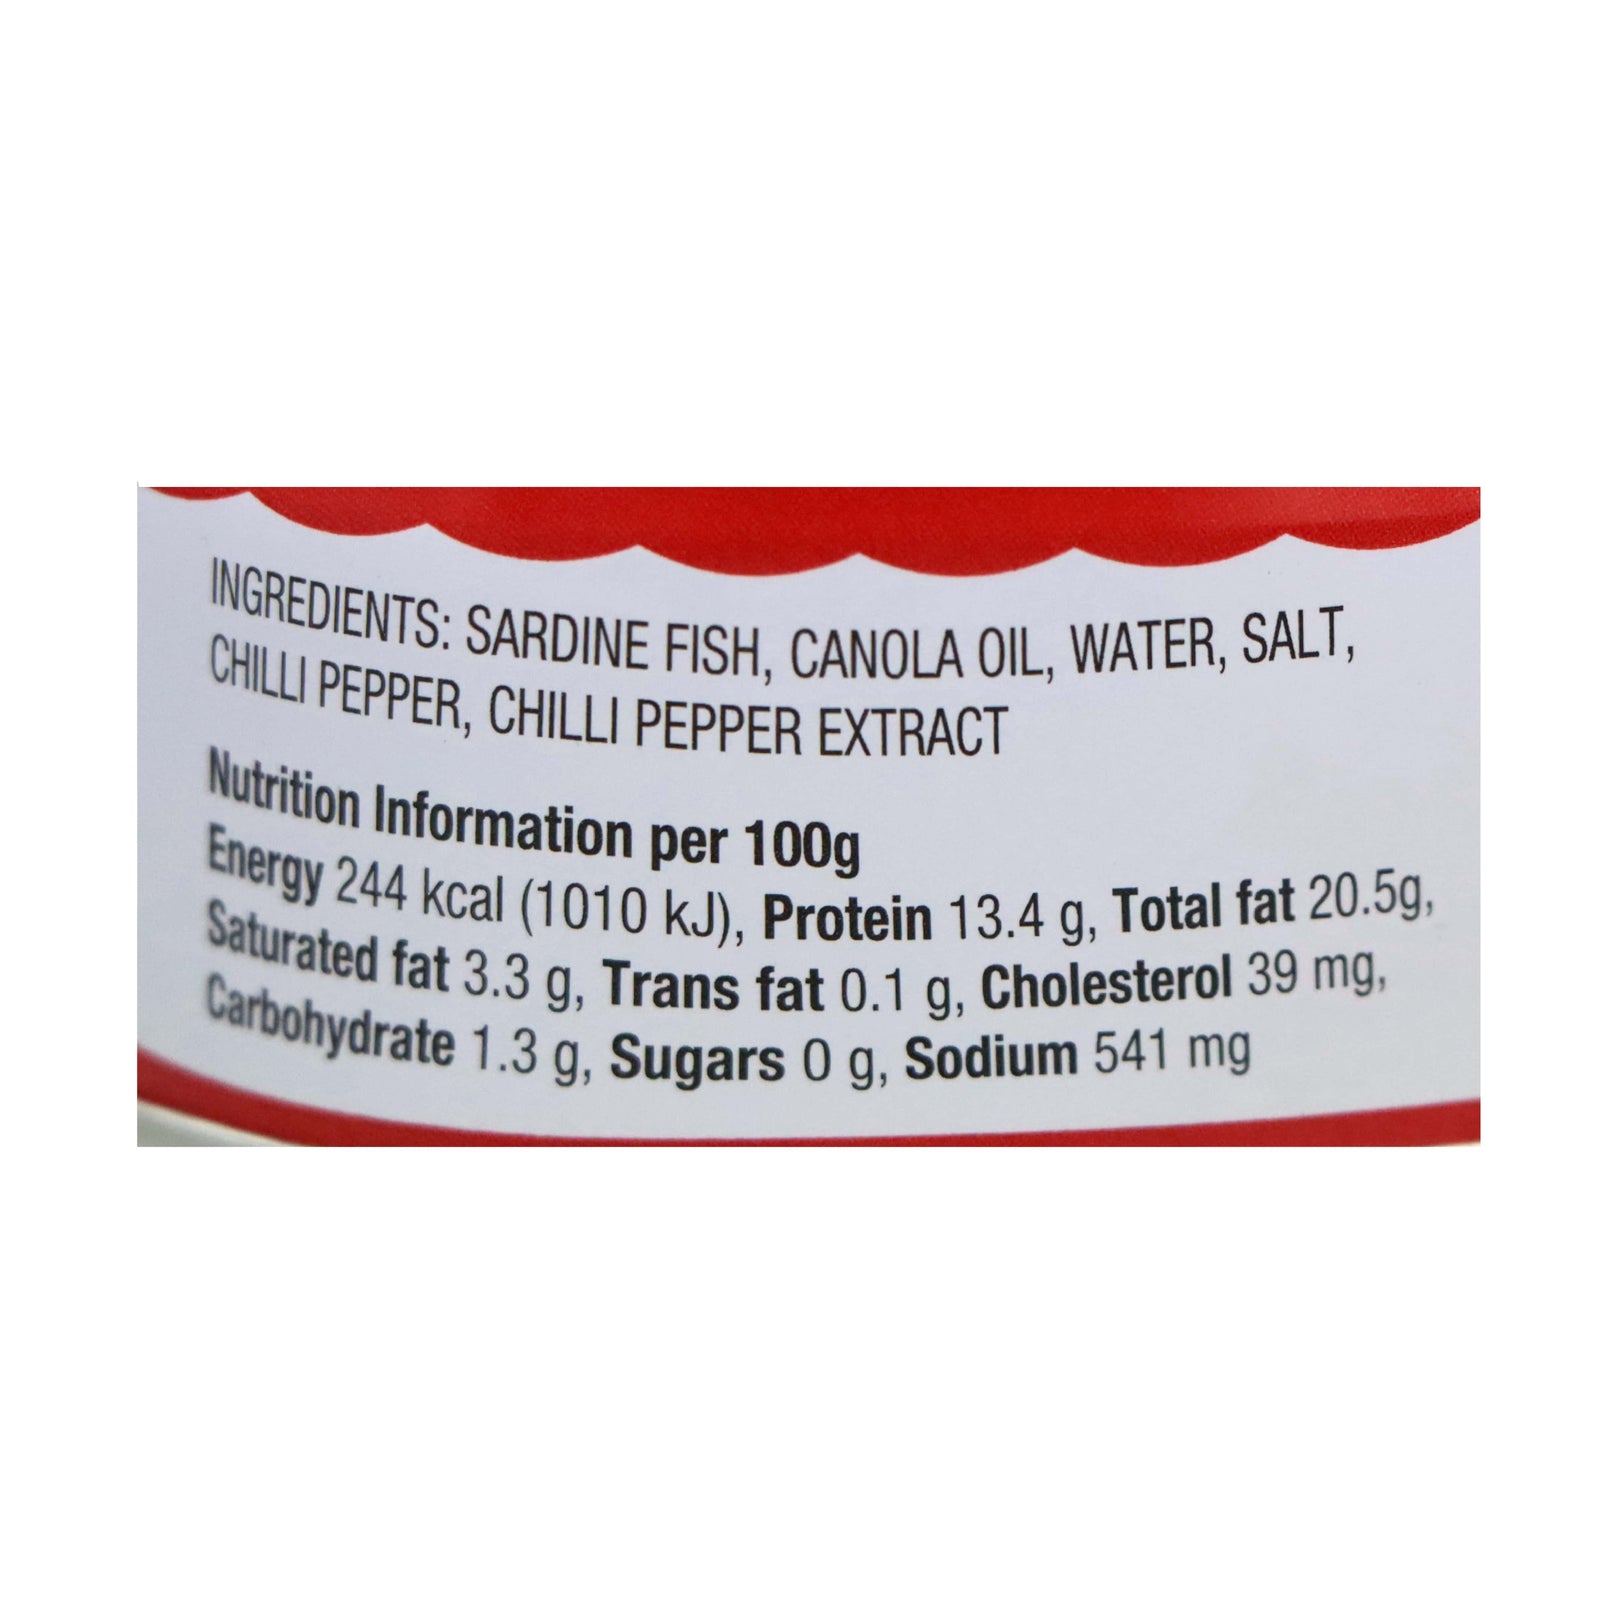 INGREDIENTS: SARDINE FISH, CANOLA OIL, WATER, SALT,
CHILLI PEPPER, CHILLI PEPPER EXTRACT
Nutrition Information per 100g
Energy 244 kcal (1010 kJ), Protein 13.4 g, Total fat 20.5g,
Saturated fat 3.3 g, Trans fat 0.1 g, Cholesterol 39 mg,
Carbohydrate 1.3 g, Sugars 0 g, Sodium 541 mg